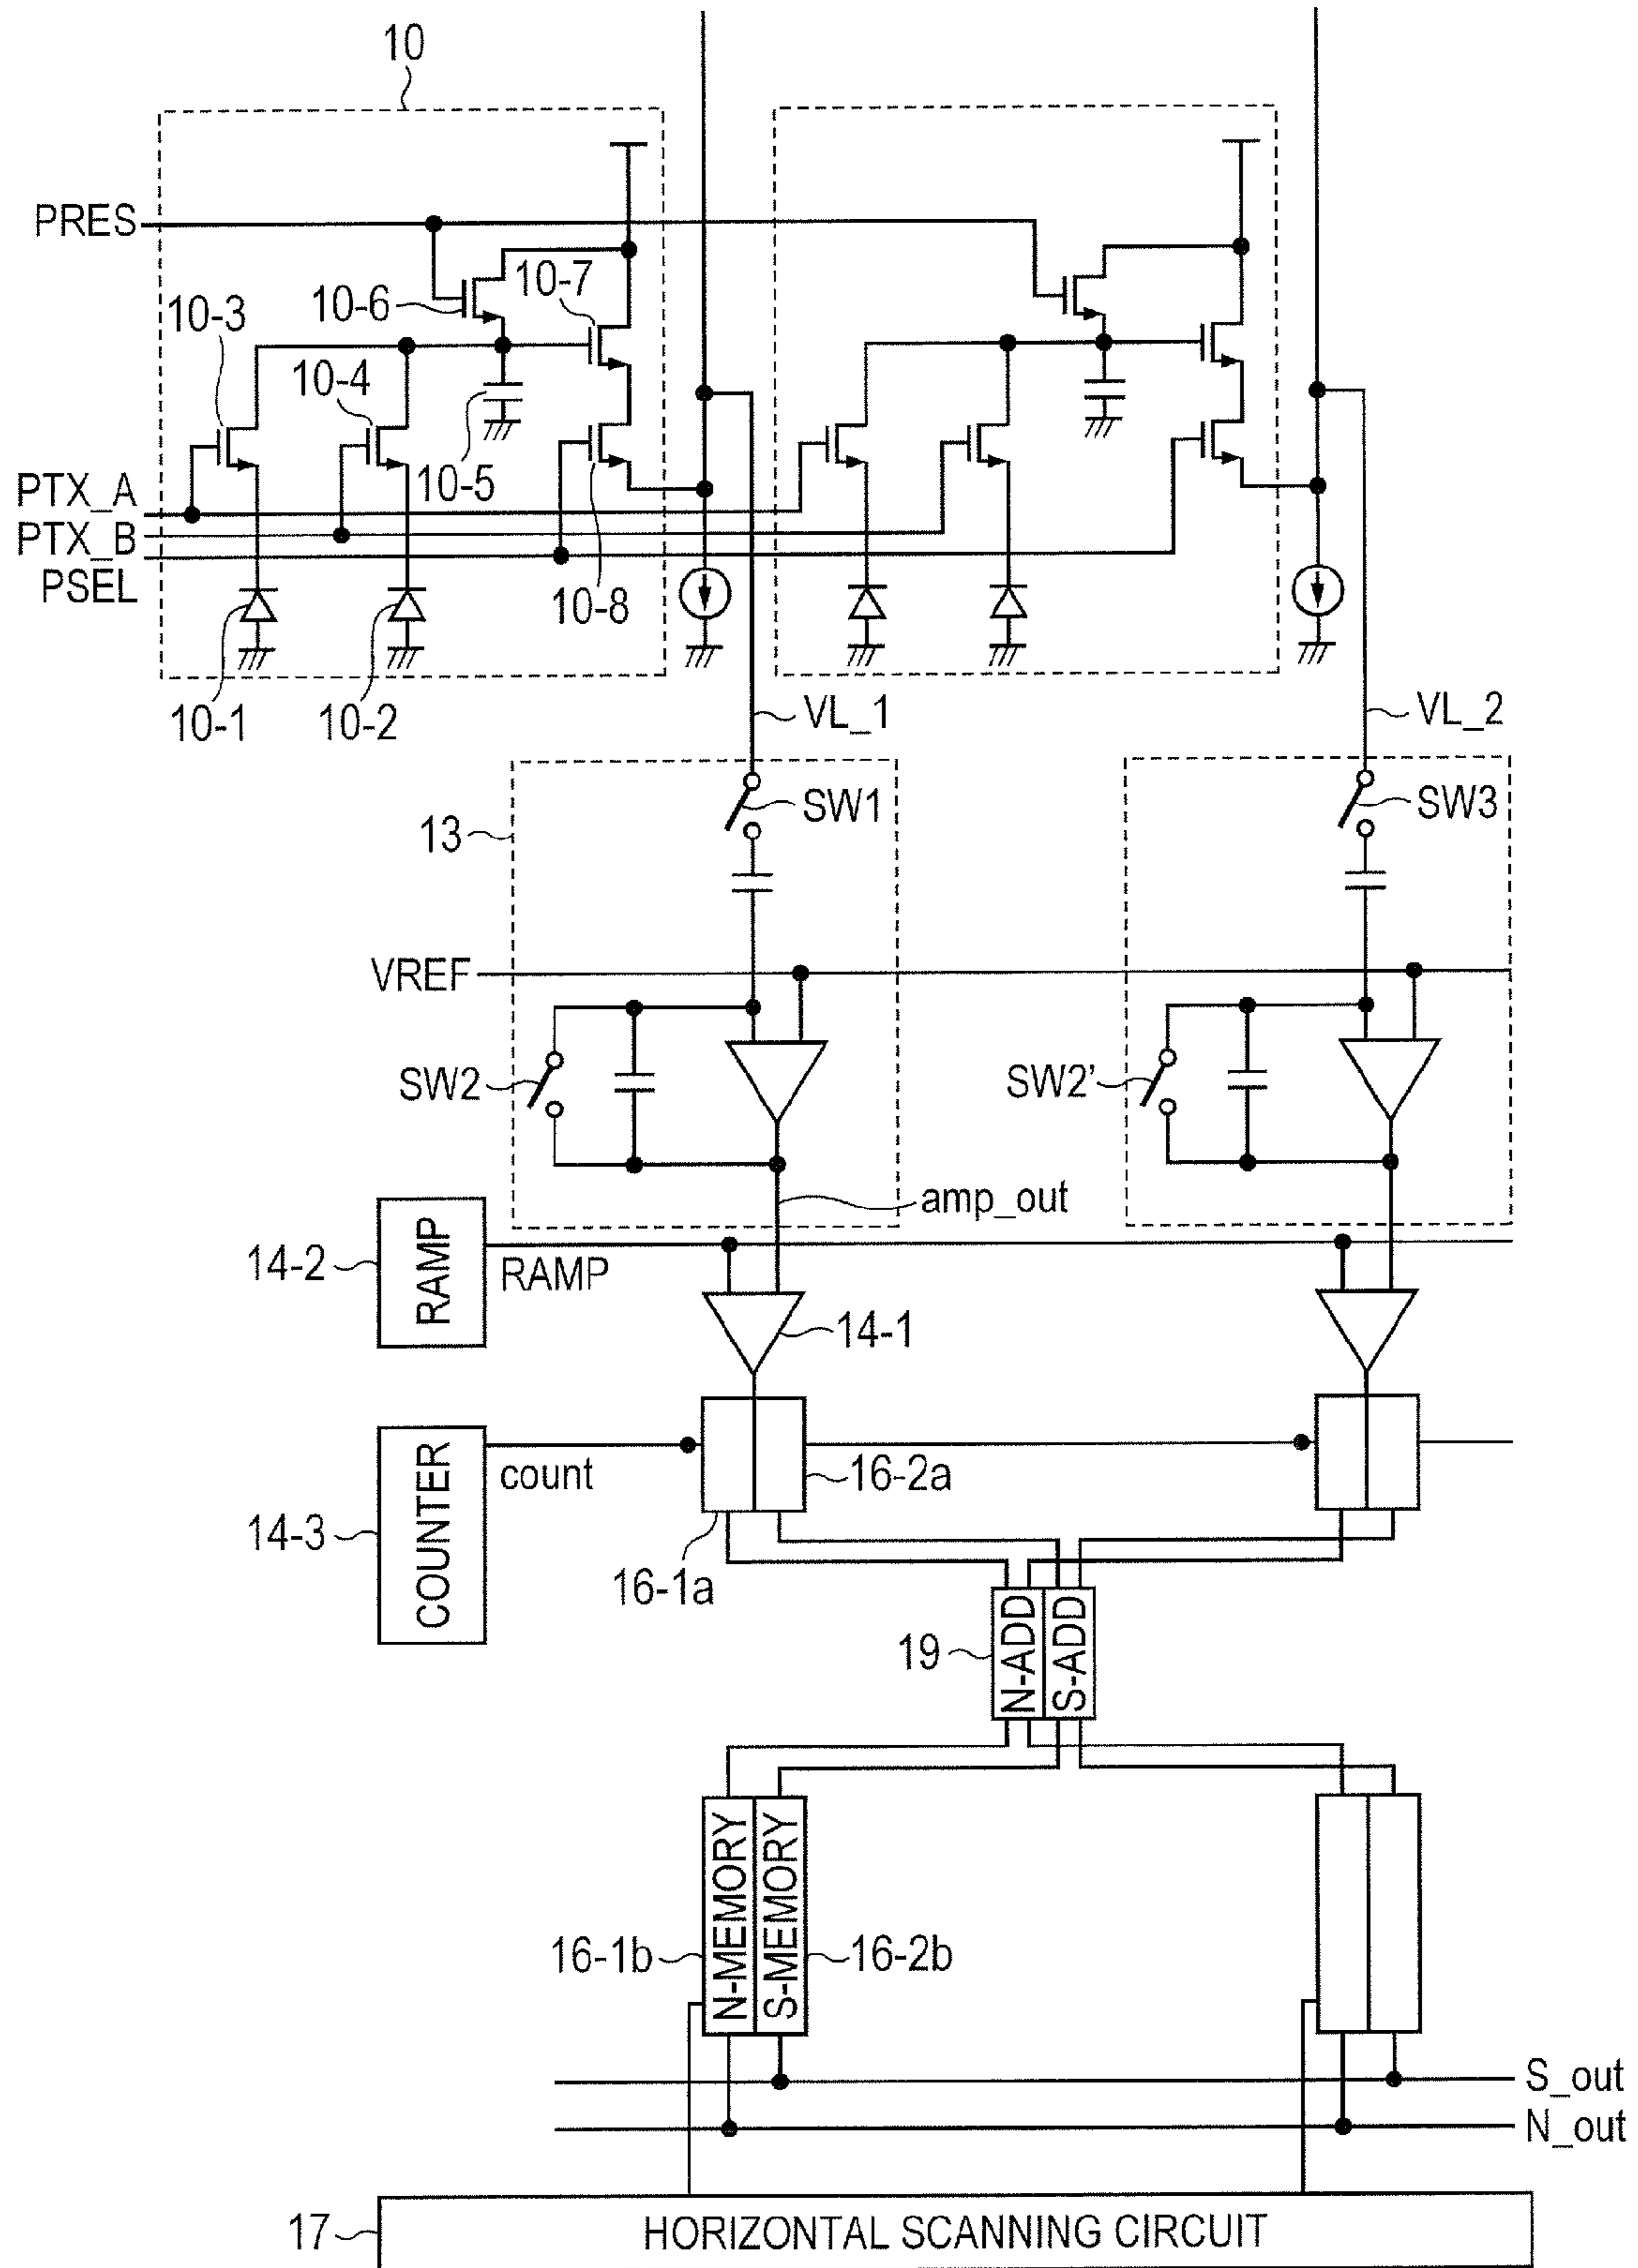 10
PRES
10-6
10-7
10-3
10-4
10-5
PTX_A
PTX_B
PSEL
10-8
10-1
10-2
VL_1
VL_2
SW1
SW3
13
VREF
SW2
SW2'
amp_out
14-2
RAMP
RAMP
14-1
14-3
COUNTER
count
16-2a
16-1a
19
N-ADD
S-ADD
16-1b
N-MEMORY
S-MEMORY
16-2b
S_out
N_out
17
HORIZONTAL SCANNING CIRCUIT